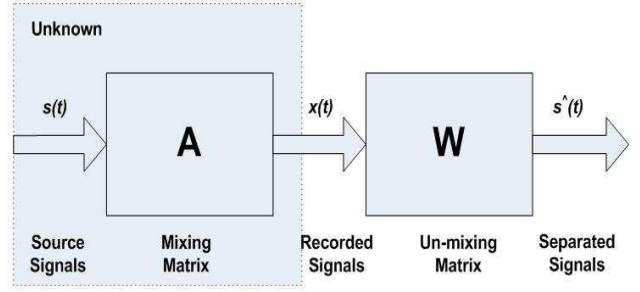 Unknown
s(t)
x(t)
s^(t)
A
W
Source Signals
Mixing Matrix
Recorded Signals
Un-mixing Matrix
Separated Signals